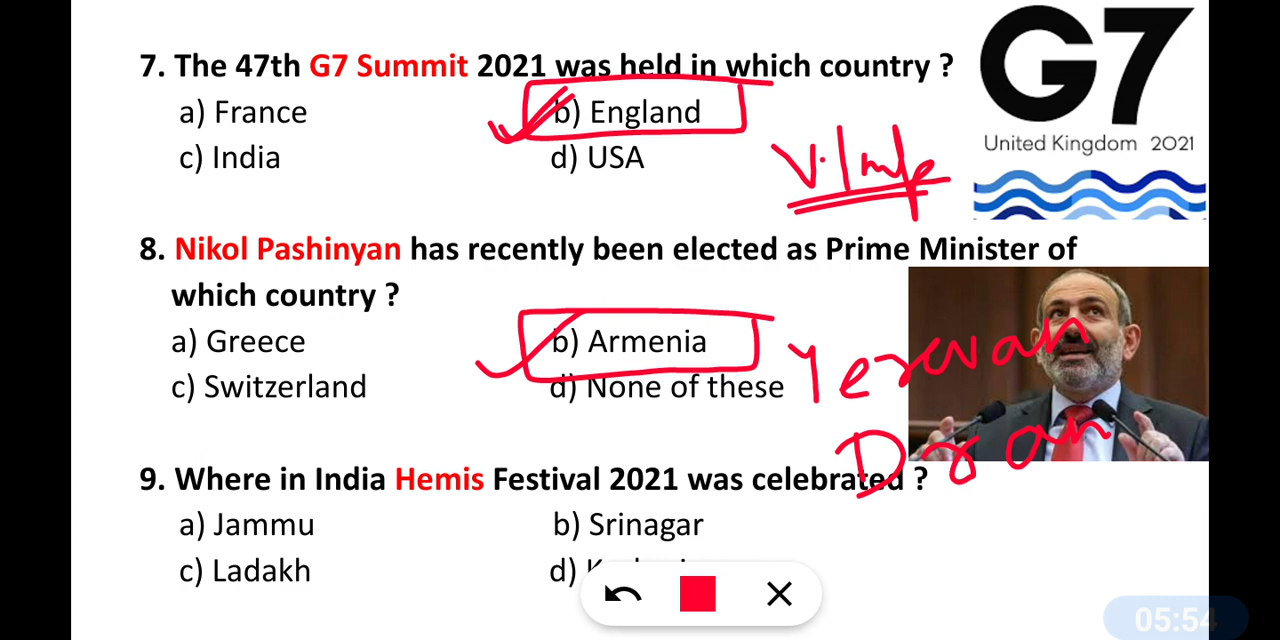 7. The 47th G7 Summit 2021 was held in which country ?
a) France
b) England
c) India
d) USA
V.Imp
G7
United Kingdom 2021
8. Nikol Pashinyan has recently been elected as Prime Minister of
which country ?
a) Greece
b) Armenia
c) Switzerland
d) None of these
Yerevan
Dram
9. Where in India Hemis Festival 2021 was celebrated ?
a) Jammu
b) Srinagar
c) Ladakh
d)
05:54